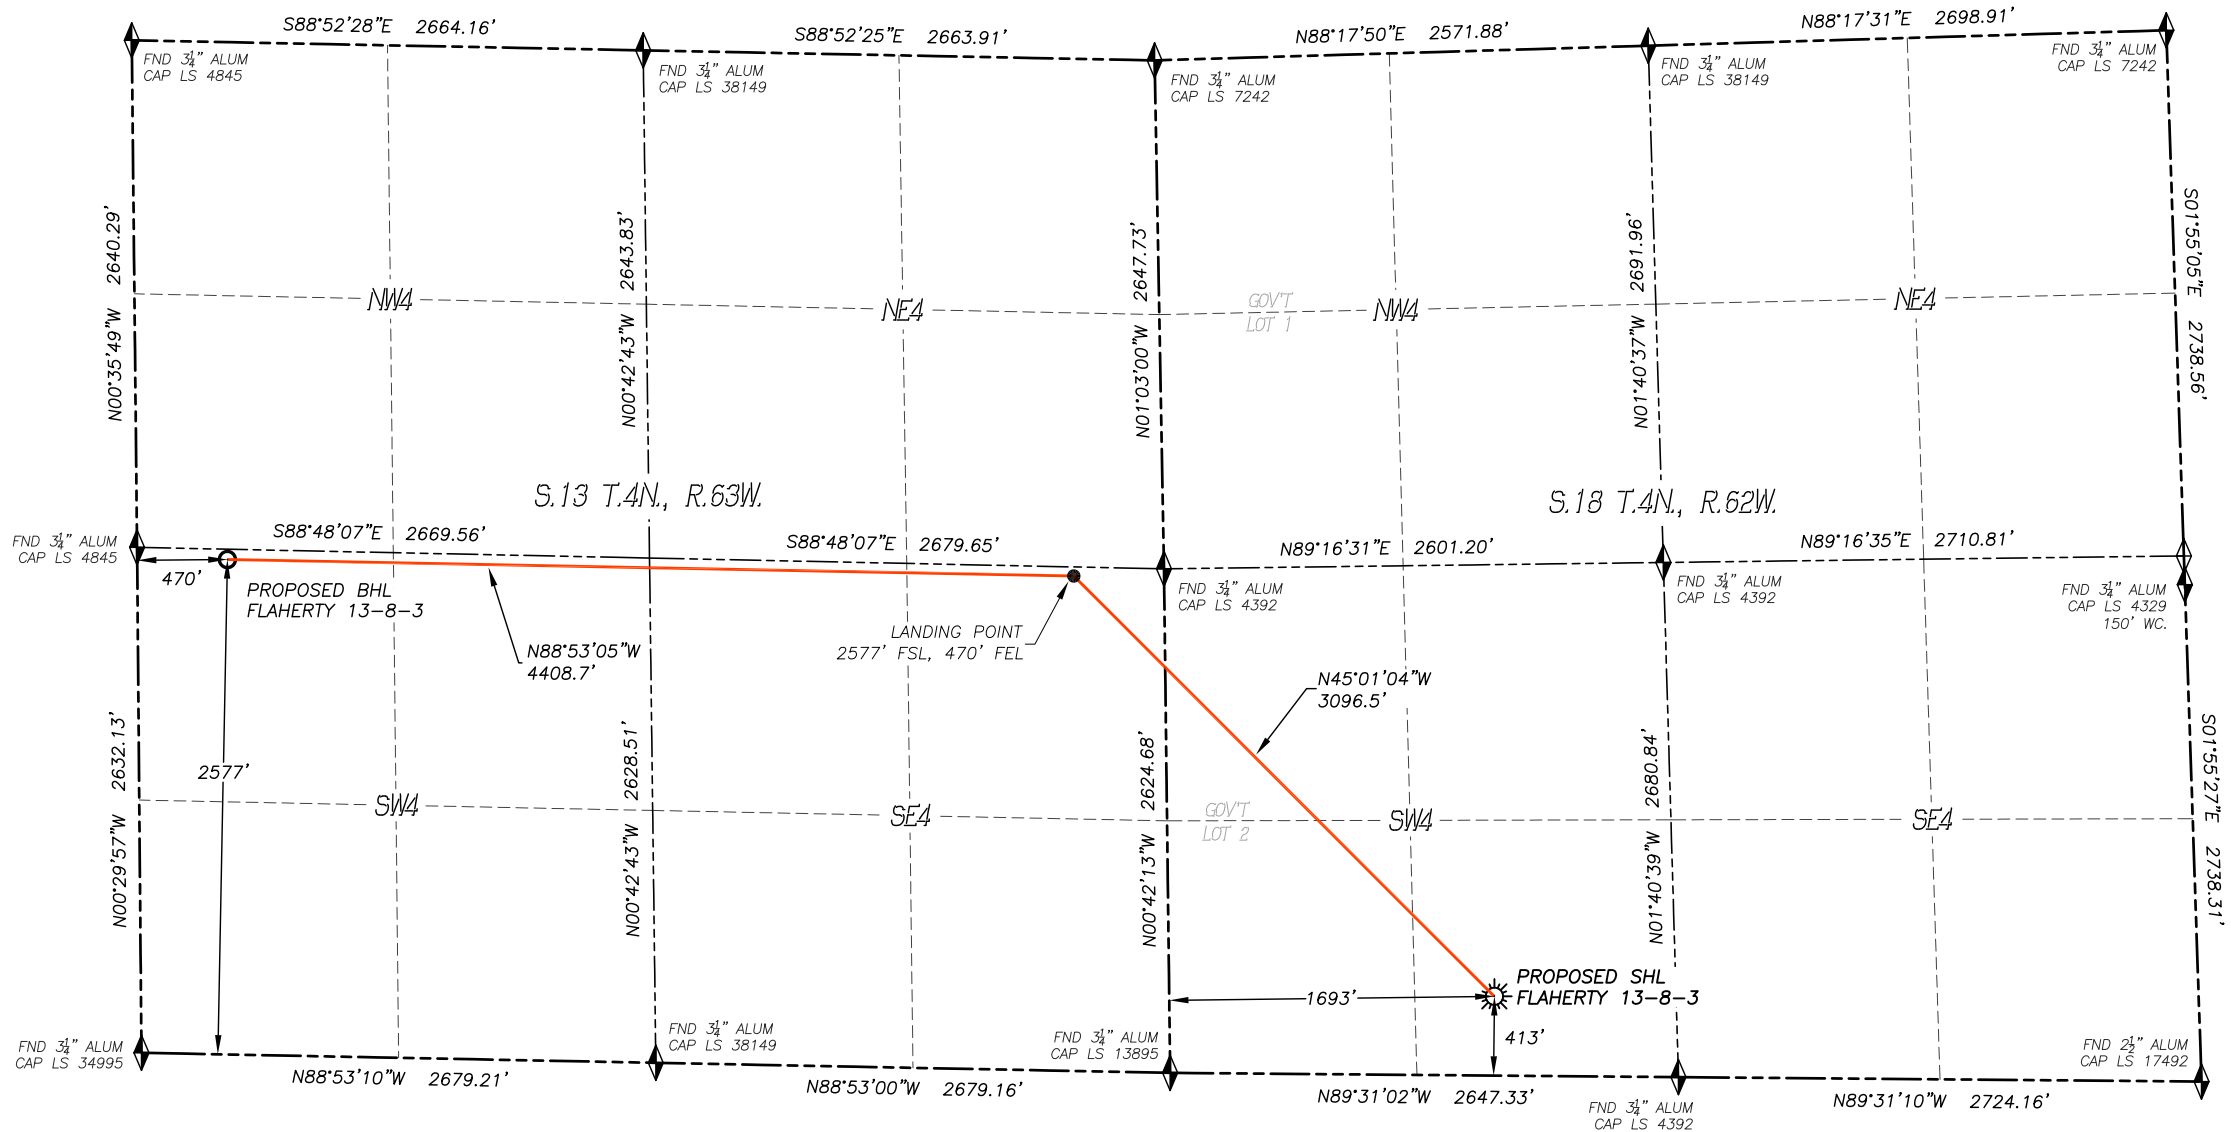 S88°52'28"E 2664.16'
S88°52'25"E 2663.91'
N88°17'50"E 2571.88'
N88°17'31"E 2698.91'
FND 3¼" ALUM
CAP LS 4845
FND 3¼" ALUM
CAP LS 38149
FND 3¼" ALUM
CAP LS 7242
FND 3¼" ALUM
CAP LS 38149
FND 3¼" ALUM
CAP LS 7242
N00°35'49"W 2640.29'
N00°42'43"W 2643.83'
N01°03'00"W 2647.73'
N01°40'37"W 2691.96'
S01°55'05"E 2738.56'
NW4
NE4
GOV'T
LOT 1
NW4
NE4
S.13 T.4N., R.63W.
S.18 T.4N., R.62W.
FND 3¼" ALUM
CAP LS 4845
S88°48'07"E 2669.56'
S88°48'07"E 2679.65'
N89°16'31"E 2601.20'
N89°16'35"E 2710.81'
470'
PROPOSED BHL
FLAHERTY 13-8-3
FND 3¼" ALUM
CAP LS 4392
FND 3¼" ALUM
CAP LS 4392
FND 3¼" ALUM
CAP LS 4329
150' WC.
LANDING POINT
2577' FSL, 470' FEL
N88°53'05"W
4408.7'
N45°01'04"W
3096.5'
N00°29'57"W 2632.13'
2577'
N00°42'43"W 2628.51'
N00°42'13"W 2624.68'
N01°40'39"W 2680.84'
S01°55'27"E 2738.31'
SW4
SE4
GOV'T
LOT 2
SW4
SE4
PROPOSED SHL
FLAHERTY 13-8-3
1693'
413'
FND 3¼" ALUM
CAP LS 34995
FND 3¼" ALUM
CAP LS 38149
FND 3¼" ALUM
CAP LS 13895
FND 2½" ALUM
CAP LS 17492
N88°53'10"W 2679.21'
N88°53'00"W 2679.16'
N89°31'02"W 2647.33'
FND 3¼" ALUM
CAP LS 4392
N89°31'10"W 2724.16'